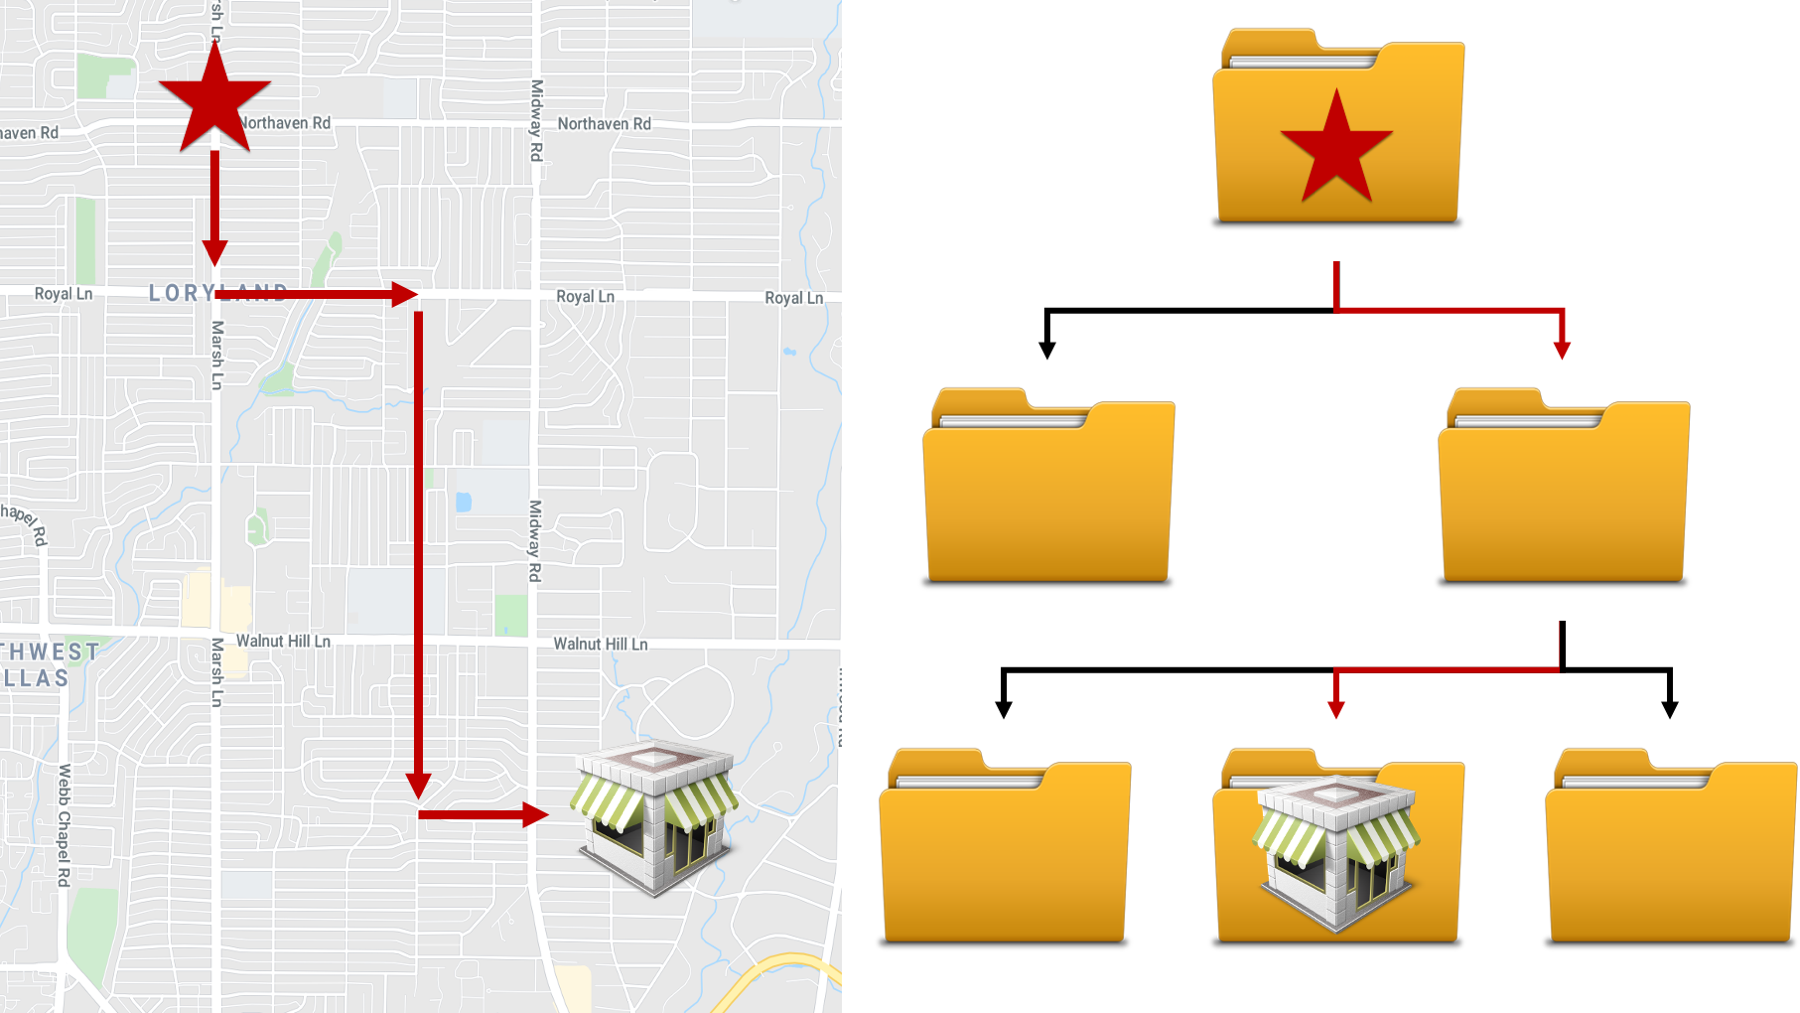 sh Ln
Northaven Rd
haven Rd
Northaven Rd
Midway Rd
Royal Ln
LORYLAND
Royal Ln
Royal Ln
Marsh Ln
hapel Rd
Midway Rd
Walnut Hill Ln
Walnut Hill Ln
THWEST
LLAS
Marsh Ln
Webb Chapel Rd